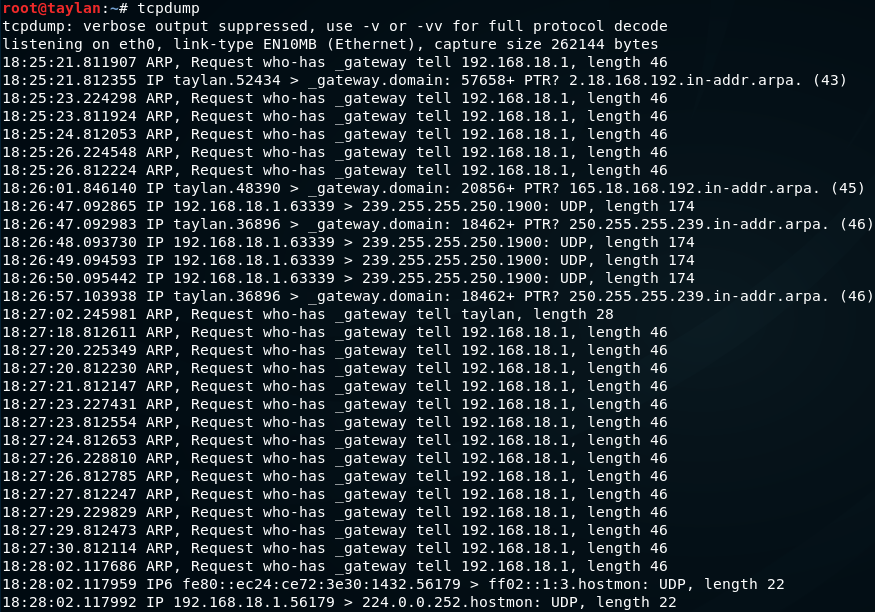 root@taylan:~# tcpdump
tcpdump: verbose output suppressed, use -v or -vv for full protocol decode
listening on eth0, link-type EN10MB (Ethernet), capture size 262144 bytes
18:25:21.811907 ARP, Request who-has _gateway tell 192.168.18.1, length 46
18:25:21.812355 IP taylan.52434 > _gateway.domain: 57658+ PTR? 2.18.168.192.in-addr.arpa. (43)
18:25:23.224298 ARP, Request who-has _gateway tell 192.168.18.1, length 46
18:25:23.811924 ARP, Request who-has _gateway tell 192.168.18.1, length 46
18:25:24.812053 ARP, Request who-has _gateway tell 192.168.18.1, length 46
18:25:26.224548 ARP, Request who-has _gateway tell 192.168.18.1, length 46
18:25:26.812224 ARP, Request who-has _gateway tell 192.168.18.1, length 46
18:26:01.846140 IP taylan.48390 > _gateway.domain: 20856+ PTR? 165.18.168.192.in-addr.arpa. (45)
18:26:47.092865 IP 192.168.18.1.63339 > 239.255.255.250.1900: UDP, length 174
18:26:47.092983 IP taylan.36896 > _gateway.domain: 18462+ PTR? 250.255.255.239.in-addr.arpa. (46)
18:26:48.093730 IP 192.168.18.1.63339 > 239.255.255.250.1900: UDP, length 174
18:26:49.094593 IP 192.168.18.1.63339 > 239.255.255.250.1900: UDP, length 174
18:26:50.095442 IP 192.168.18.1.63339 > 239.255.255.250.1900: UDP, length 174
18:26:57.103938 IP taylan.36896 > _gateway.domain: 18462+ PTR? 250.255.255.239.in-addr.arpa. (46)
18:27:02.245981 ARP, Request who-has _gateway tell taylan, length 28
18:27:18.812611 ARP, Request who-has _gateway tell 192.168.18.1, length 46
18:27:20.225349 ARP, Request who-has _gateway tell 192.168.18.1, length 46
18:27:20.812230 ARP, Request who-has _gateway tell 192.168.18.1, length 46
18:27:21.812147 ARP, Request who-has _gateway tell 192.168.18.1, length 46
18:27:23.227431 ARP, Request who-has _gateway tell 192.168.18.1, length 46
18:27:23.812554 ARP, Request who-has _gateway tell 192.168.18.1, length 46
18:27:24.812653 ARP, Request who-has _gateway tell 192.168.18.1, length 46
18:27:26.228810 ARP, Request who-has _gateway tell 192.168.18.1, length 46
18:27:26.812785 ARP, Request who-has _gateway tell 192.168.18.1, length 46
18:27:27.812247 ARP, Request who-has _gateway tell 192.168.18.1, length 46
18:27:29.229829 ARP, Request who-has _gateway tell 192.168.18.1, length 46
18:27:29.812473 ARP, Request who-has _gateway tell 192.168.18.1, length 46
18:27:30.812114 ARP, Request who-has _gateway tell 192.168.18.1, length 46
18:28:02.117686 ARP, Request who-has _gateway tell 192.168.18.1, length 46
18:28:02.117959 IP6 fe80::ec24:ce72:3e30:1432.56179 > ff02::1:3.hostmon: UDP, length 22
18:28:02.117992 IP 192.168.18.1.56179 > 224.0.0.252.hostmon: UDP, length 22